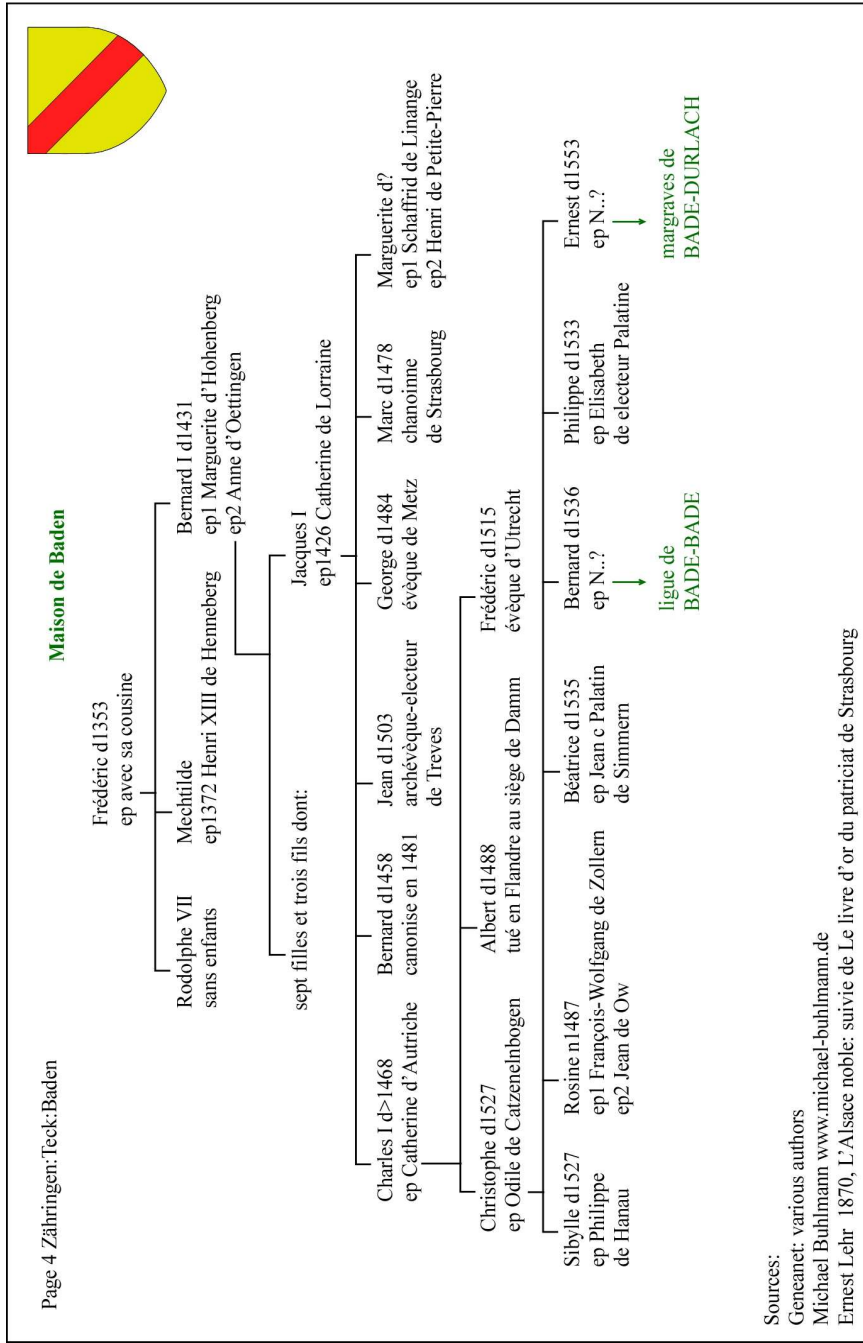 Page 4 Zähringen:Teck:Baden
Maison de Baden
Frédéric d1353
ep avec sa cousine
Rodolphe VII
sans enfants
Mechtilde
ep1372 Henri XIII de Henneberg
Bernard I d1431
ep1 Marguerite d'Hohenberg
ep2 Anne d'Oettingen
sept filles et trois fils dont:
Jacques I
ep1426 Catherine de Lorraine
Charles I d>1468
ep Catherine d'Autriche
Bernard d1458
canonise en 1481
Jean d1503
archévèque-electeur
de Treves
George d1484
évèque de Metz
Marc d1478
chanoinne
de Strasbourg
Marguerite d?
ep1 Schaffrid de Linange
ep2 Henri de Petite-Pierre
Christophe d1527
ep Odile de Catzenelnbogen
Albert d1488
tué en Flandre au siège de Damm
Frédéric d1515
évèque d'Utrecht
Sibylle d1527
ep Philippe
de Hanau
Rosine n1487
ep1 François-Wolfgang de Zollern
ep2 Jean de Ow
Béatrice d1535
ep Jean c Palatin
de Simmern
Bernard d1536
ep N..?
Philippe d1533
ep Elisabeth
de electeur Palatine
Ernest d1553
ep N..?
ligue de
BADE-BADE
margraves de
BADE-DURLACH
Sources:
Geneanet: various authors
Michael Buhlmann www.michael-buhlmann.de
Ernest Lehr 1870, L'Alsace noble: suivie de Le livre d'or du patriciat de Strasbourg